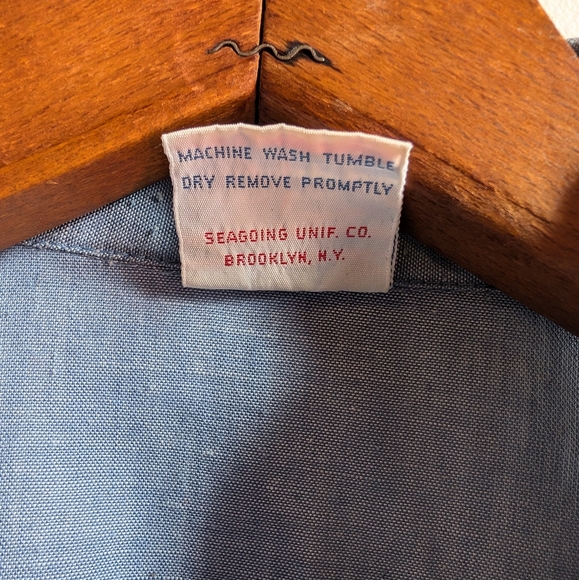 MACHINE WASH TUMBLE
DRY REMOVE PROMPTLY
SEAGOING UNIF. CO.
BROOKLYN, N.Y.